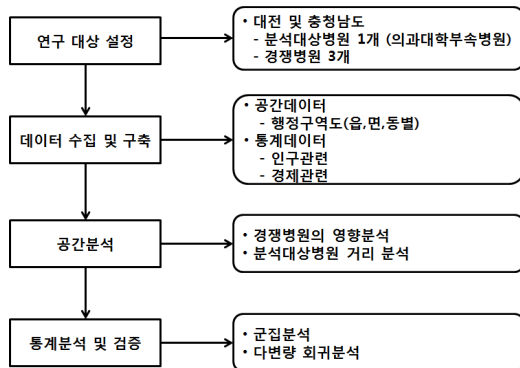 연구 대상 설정
• 대전 및 충청남도
- 분석대상병원 1개 (의과대학부속병원)
- 경쟁병원 3개
데이터 수집 및 구축
• 공간데이터
- 행정구역도(읍,면,동별)
• 통계데이터
- 인구관련
- 경제관련
공간분석
• 경쟁병원의 영향분석
• 분석대상병원 거리 분석
통계분석 및 검증
• 군집분석
• 다변량 회귀분석